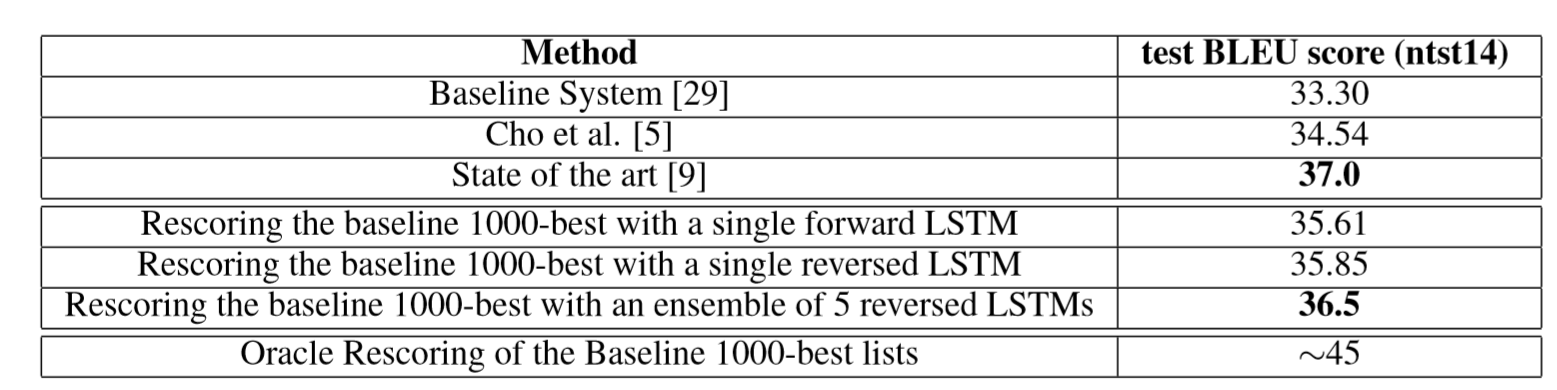 Method test BLEU score (ntst14)
Baseline System [29] 33.30
Cho et al. [5] 34.54
State of the art [9] 37.0
Rescoring the baseline 1000-best with a single forward LSTM 35.61
Rescoring the baseline 1000-best with a single reversed LSTM 35.85
Rescoring the baseline 1000-best with an ensemble of 5 reversed LSTMs 36.5
Oracle Rescoring of the Baseline 1000-best lists ∼45